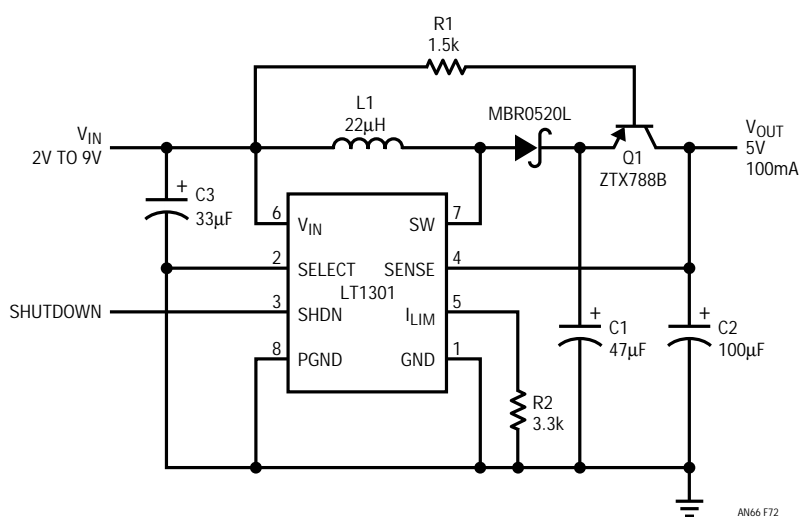 R1
1.5k
L1
22µH
MBR0520L
V_IN
2V TO 9V
V_OUT
5V
100mA
Q1
ZTX788B
+
C3
33µF
6
V_IN
SW
7
2
SELECT
SENSE
4
LT1301
SHUTDOWN
3
SHDN
I_LIM
5
8
PGND
GND
1
+
C1
47µF
+
C2
100µF
R2
3.3k
AN66 F72